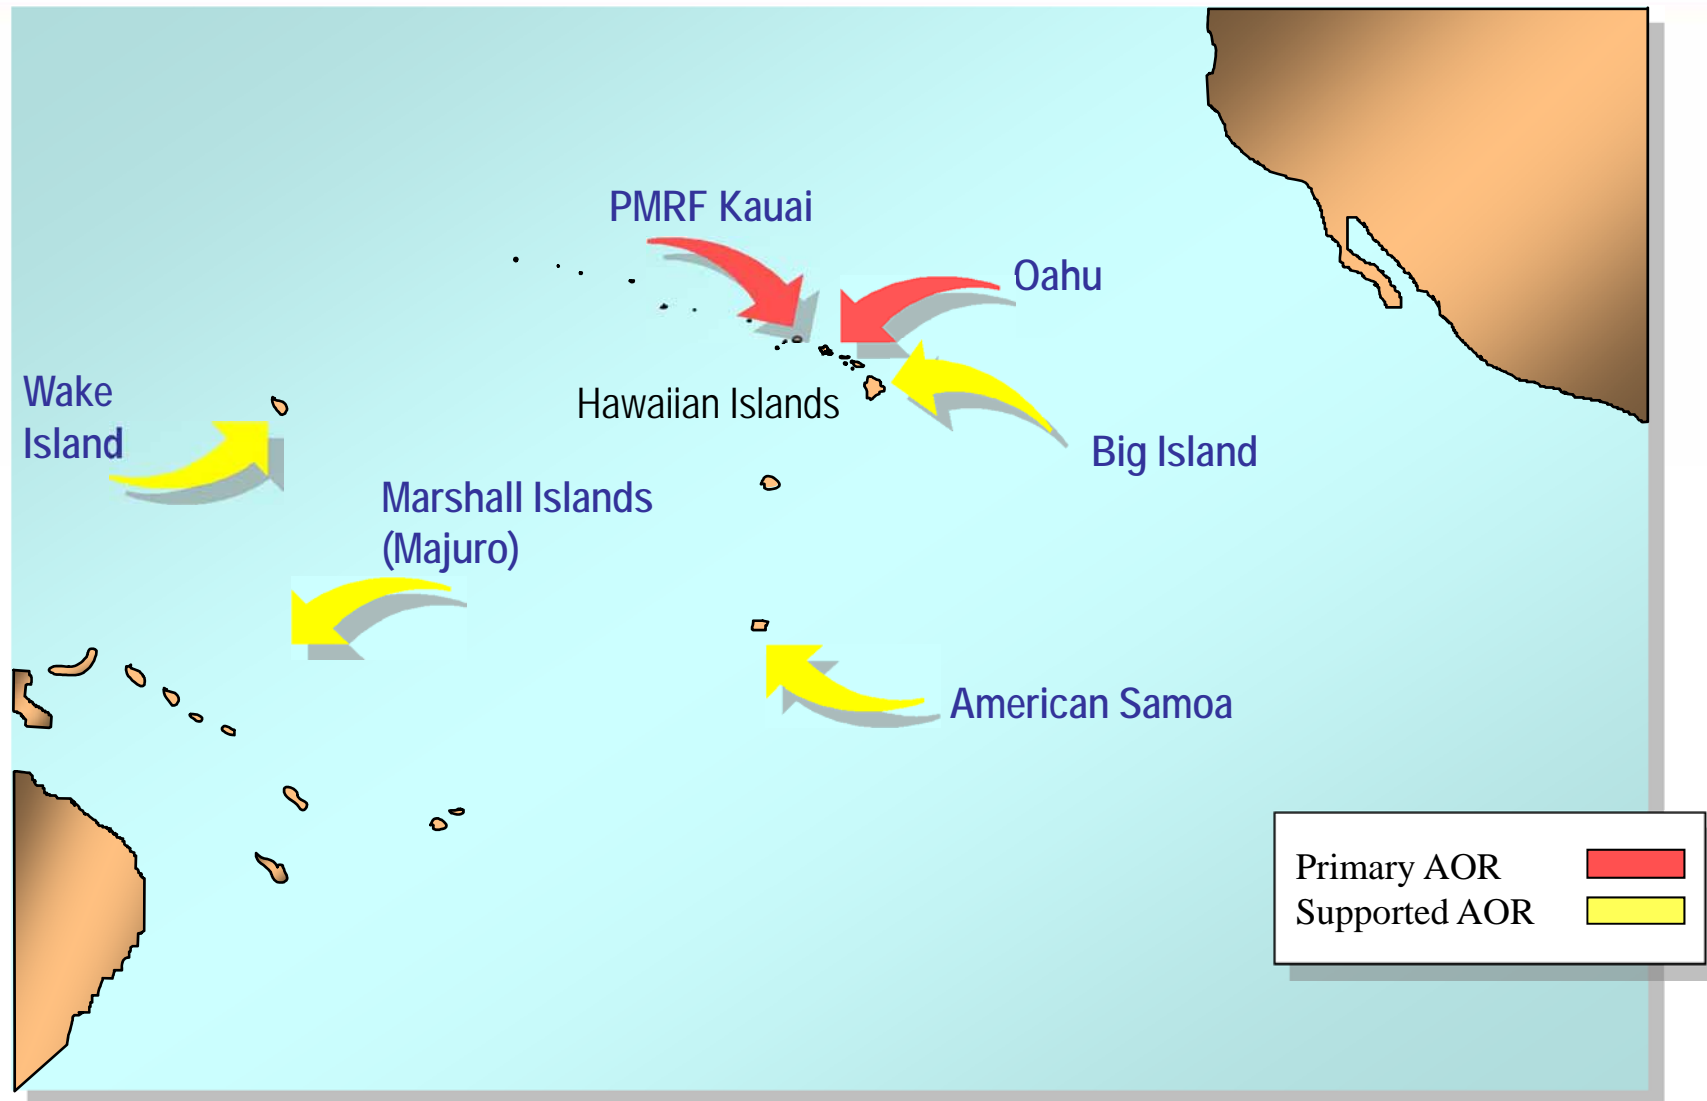 PMRF Kauai
Oahu
Wake
Island
Hawaiian Islands
Big Island
Marshall Islands
(Majuro)
American Samoa
Primary AOR
Supported AOR